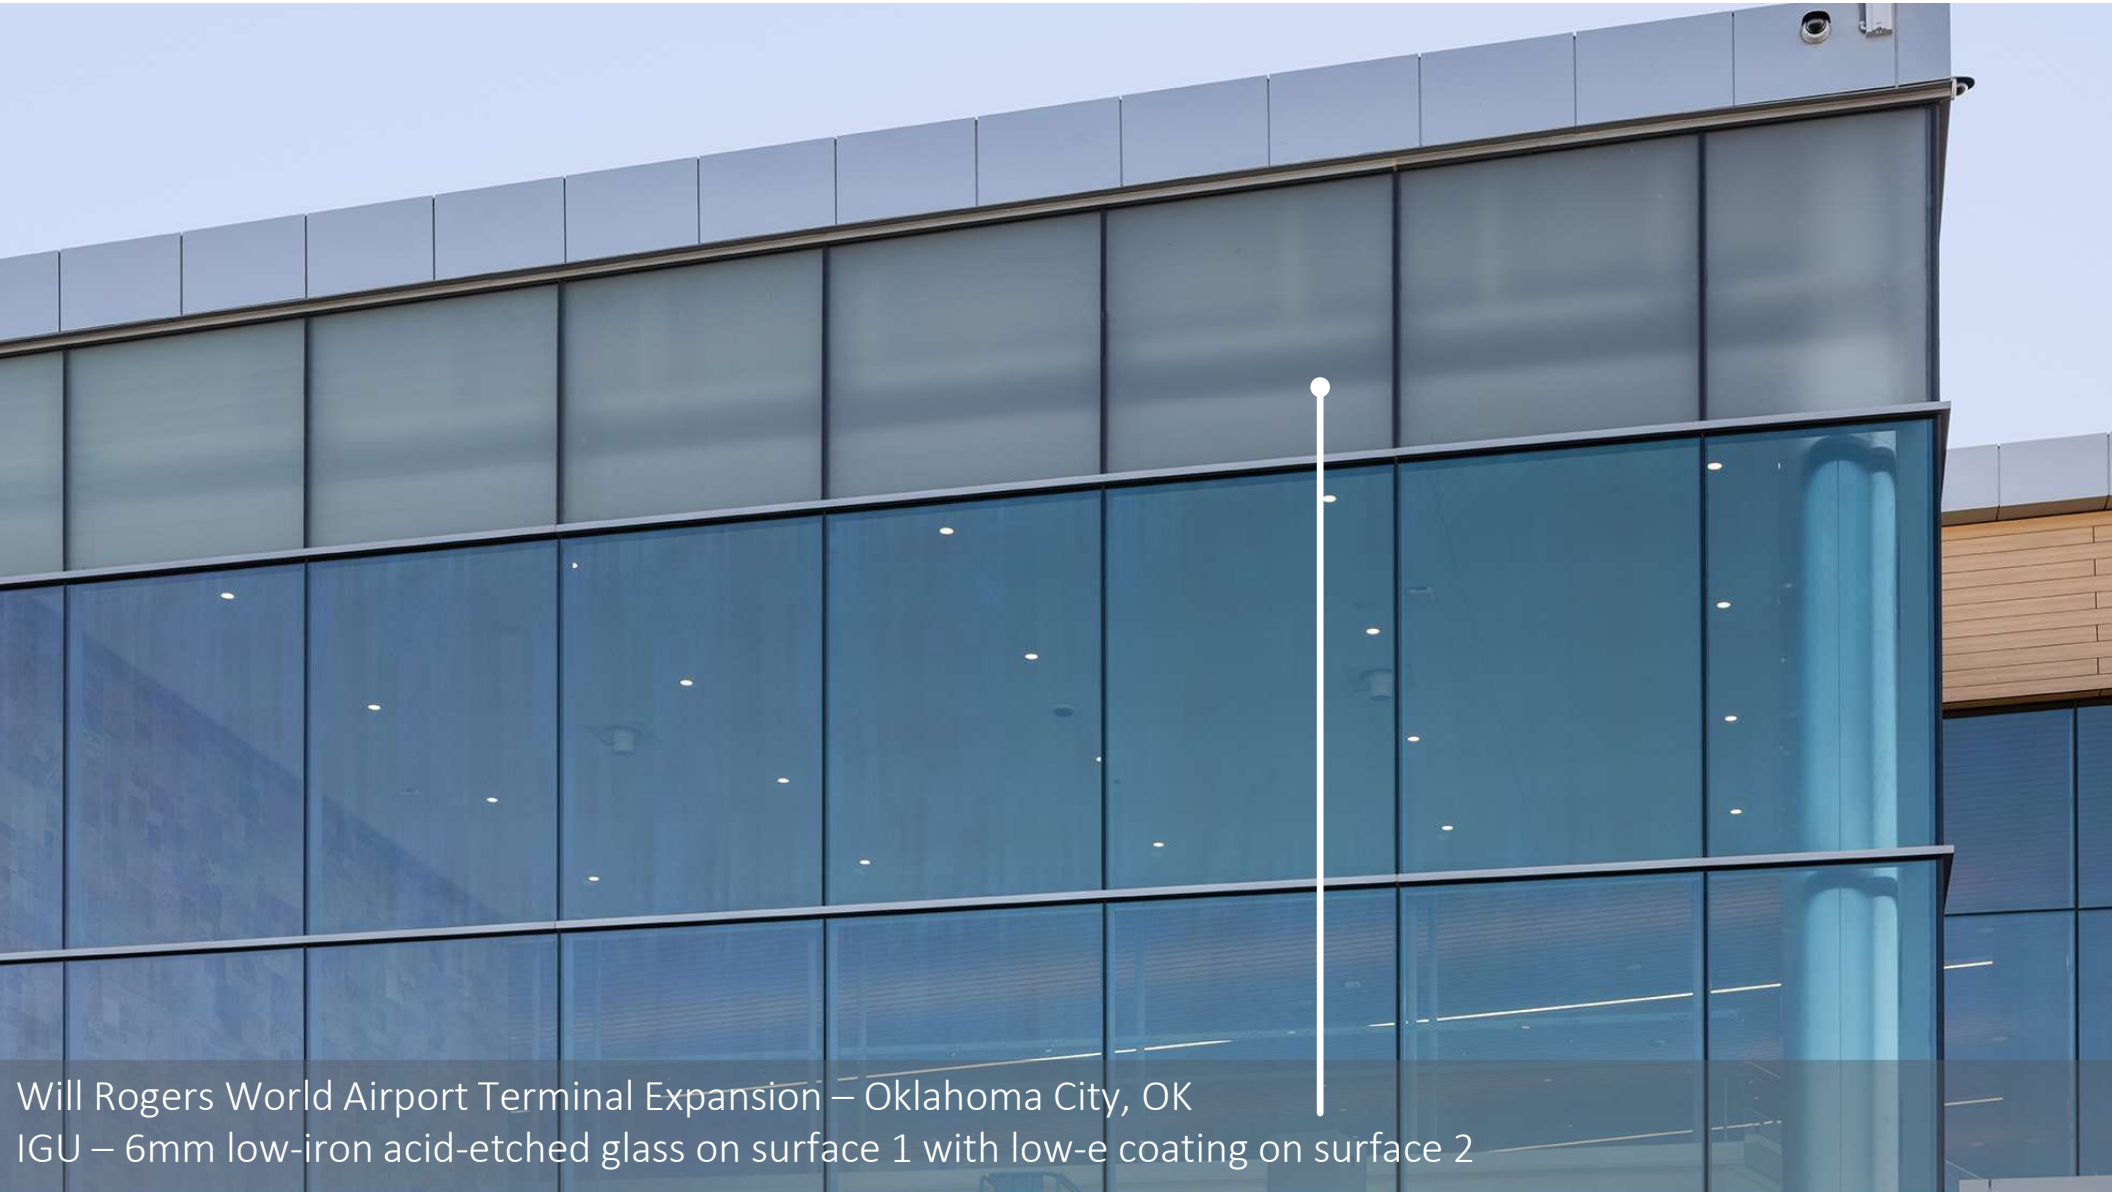 Will Rogers World Airport Terminal Expansion – Oklahoma City, OK
IGU – 6mm low-iron acid-etched glass on surface 1 with low-e coating on surface 2